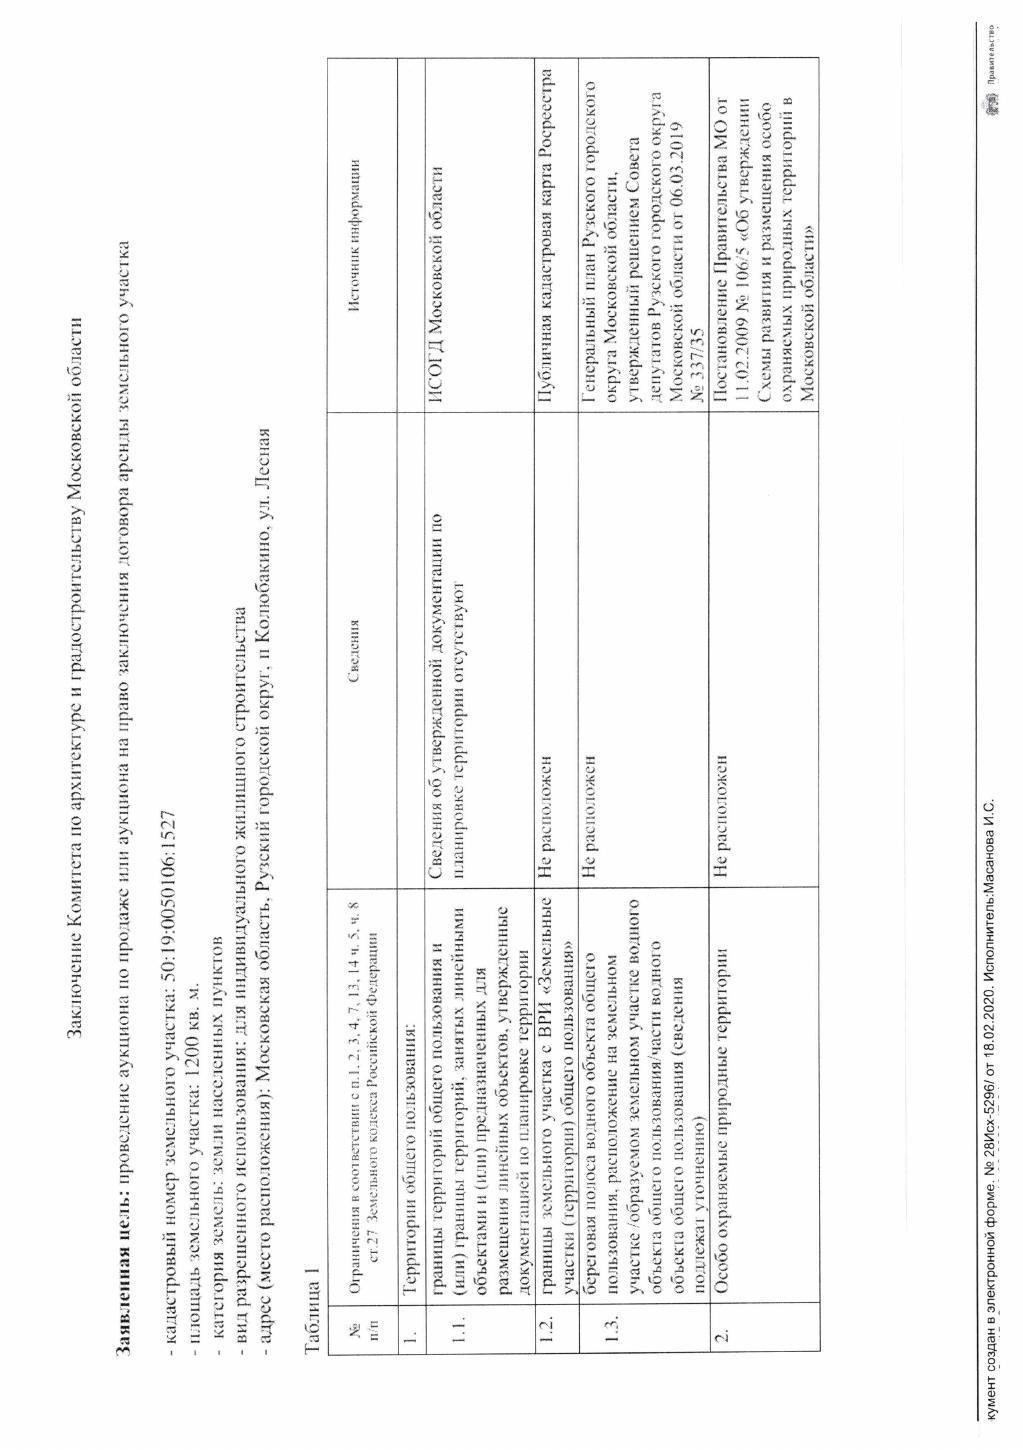 Заключение Комитета по архитектуре и градостроительству Московской области
Заявленная цель: проведение аукциона по продаже или аукциона на право заключения договора аренды земельного участка
- кадастровый номер земельного участка: 50:19:0050106:1527
- площадь земельного участка: 1200 кв. м.
- категория земель: земли населенных пунктов
- вид разрешенного использования: для индивидуального жилищного строительства
- адрес (место расположения): Московская область, Рузский городской округ, п Колюбакино, ул. Лесная
Таблица 1
№
п/п
Ограничения в соответствии с п.1, 2, 3, 4, 7, 13, 14 ч. 5, ч. 8
ст.27 Земельного кодекса Российской Федерации
Сведения
Источник информации
1.
Территории общего пользования:
1.1.
границы территорий общего пользования и
(или) границы территорий, занятых линейными
объектами и (или) предназначенных для
размещения линейных объектов, утвержденные
документацией по планировке территории
Сведения об утвержденной документации по
планировке территории отсутствуют
ИСОГД Московской области
1.2.
границы земельного участка с ВРИ «Земельные
участки (территории) общего пользования»
Не расположен
Публичная кадастровая карта Росреестра
1.3.
береговая полоса водного объекта общего
пользования, расположение на земельном
участке /образуемом земельном участке водного
объекта общего пользования/части водного
объекта общего пользования (сведения
подлежат уточнению)
Не расположен
Генеральный план Рузского городского
округа Московской области,
утвержденный решением Совета
депутатов Рузского городского округа
Московской области от 06.03.2019
№ 337/35
2.
Особо охраняемые природные территории
Не расположен
Постановление Правительства МО от
11.02.2009 № 106/5 «Об утверждении
Схемы развития и размещения особо
охраняемых природных территорий в
Московской области»
кумент создан в электронной форме. № 28Исх-5296/ от 18.02.2020. Исполнитель:Масанова И.С.
Правительство